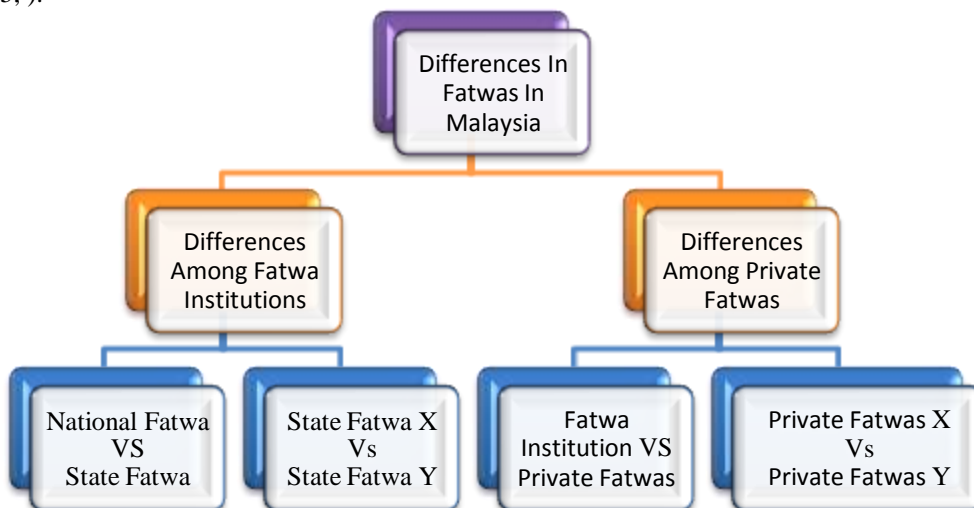 Differences In
Fatwas In
Malaysia
Differences
Among Fatwa
Institutions
Differences
Among Private
Fatwas
National Fatwa
VS
State Fatwa
State Fatwa X
Vs
State Fatwa Y
Fatwa
Institution VS
Private Fatwas
Private Fatwas X
Vs
Private Fatwas Y